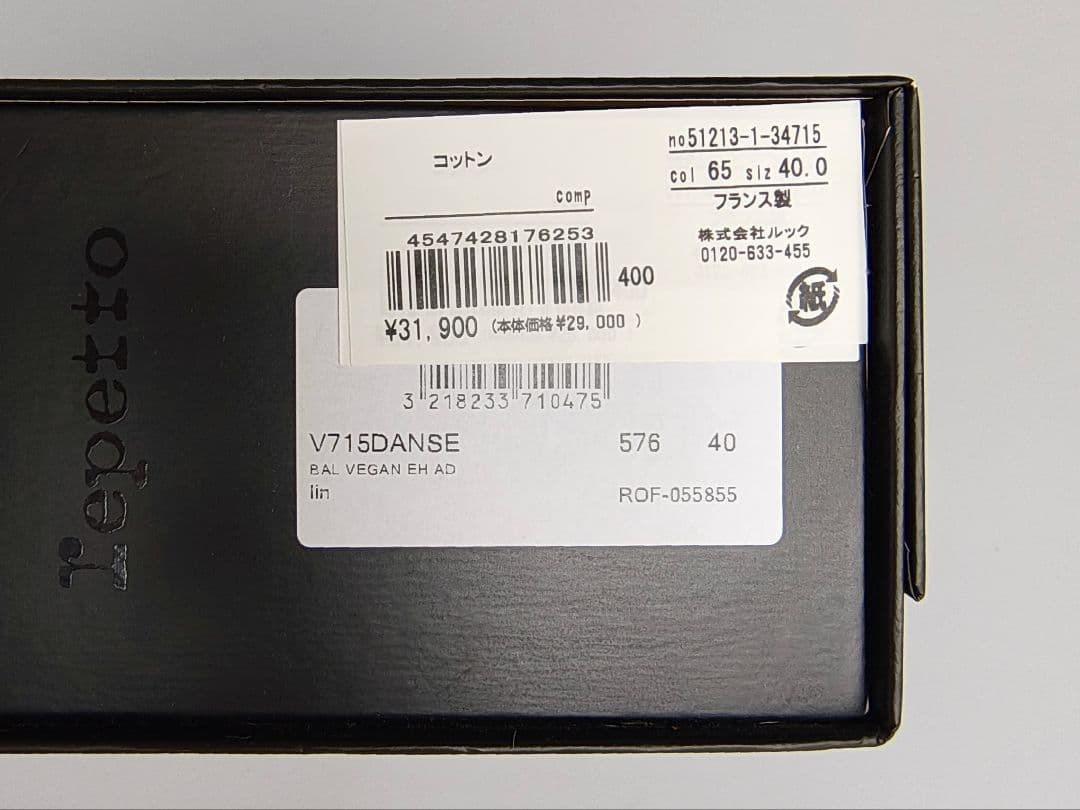 repetto
コットン
comp
4547428176253
400
¥31,900 (本体価格¥29,000 )
no51213-1-34715
col 65 siz 40.0
フランス製
株式会社ルック
0120-633-455
紙
3 218233 710475
V715DANSE 576 40
BAL VEGAN EH AD
lin ROF-055855